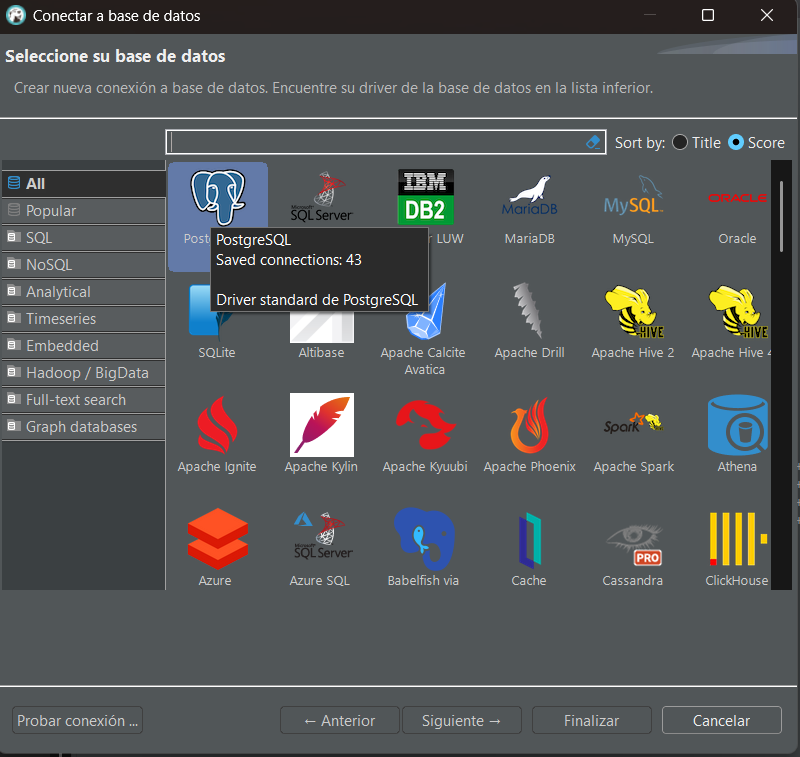 Conectar a base de datos
Seleccione su base de datos
Crear nueva conexión a base de datos. Encuentre su driver de la base de datos en la lista inferior.
Sort by: Title Score
All
Popular
SQL
NoSQL
Analytical
Timeseries
Embedded
Hadoop / BigData
Full-text search
Graph databases
Microsoft SQL Server
IBM DB2
MariaDB
MySQL
ORACLE
LUW
MariaDB
MySQL
Oracle
PostgreSQL
Saved connections: 43
Driver standard de PostgreSQL
HIVE
HIVE
SQLite
Altibase
Apache Calcite Avatica
Apache Drill
Apache Hive 2
Apache Hive 4
Spark
Apache Ignite
Apache Kylin
Apache Kyuubi
Apache Phoenix
Apache Spark
Athena
Microsoft SQL Server
PRO
Azure
Azure SQL
Babelfish via
Cache
Cassandra
ClickHouse
Probar conexión ...
← Anterior
Siguiente →
Finalizar
Cancelar